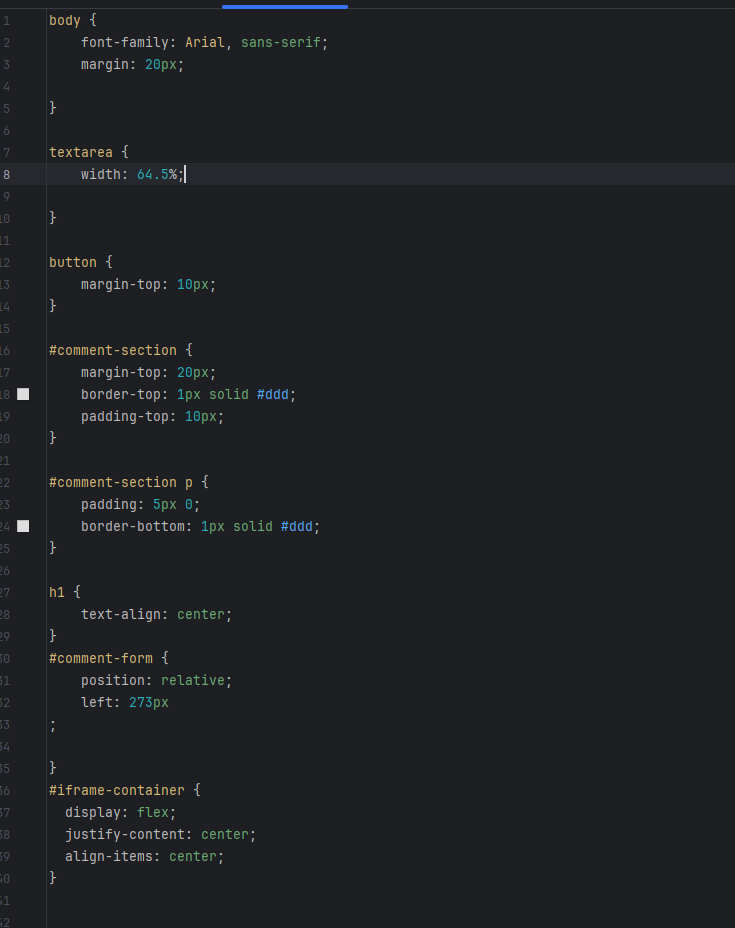 1 body {
2 font-family: Arial, sans-serif;
3 margin: 20px;
4
5 }
6
7 textarea {
8 width: 64.5%;
9
10 }
11
12 button {
13 margin-top: 10px;
14 }
15
16 #comment-section {
17 margin-top: 20px;
18 border-top: 1px solid #ddd;
19 padding-top: 10px;
20 }
21
22 #comment-section p {
23 padding: 5px 0;
24 border-bottom: 1px solid #ddd;
25 }
26
27 h1 {
28 text-align: center;
29 }
30 #comment-form {
31 position: relative;
32 left: 273px
33 ;
34
35 }
36 #iframe-container {
37 display: flex;
38 justify-content: center;
39 align-items: center;
40 }
41
42